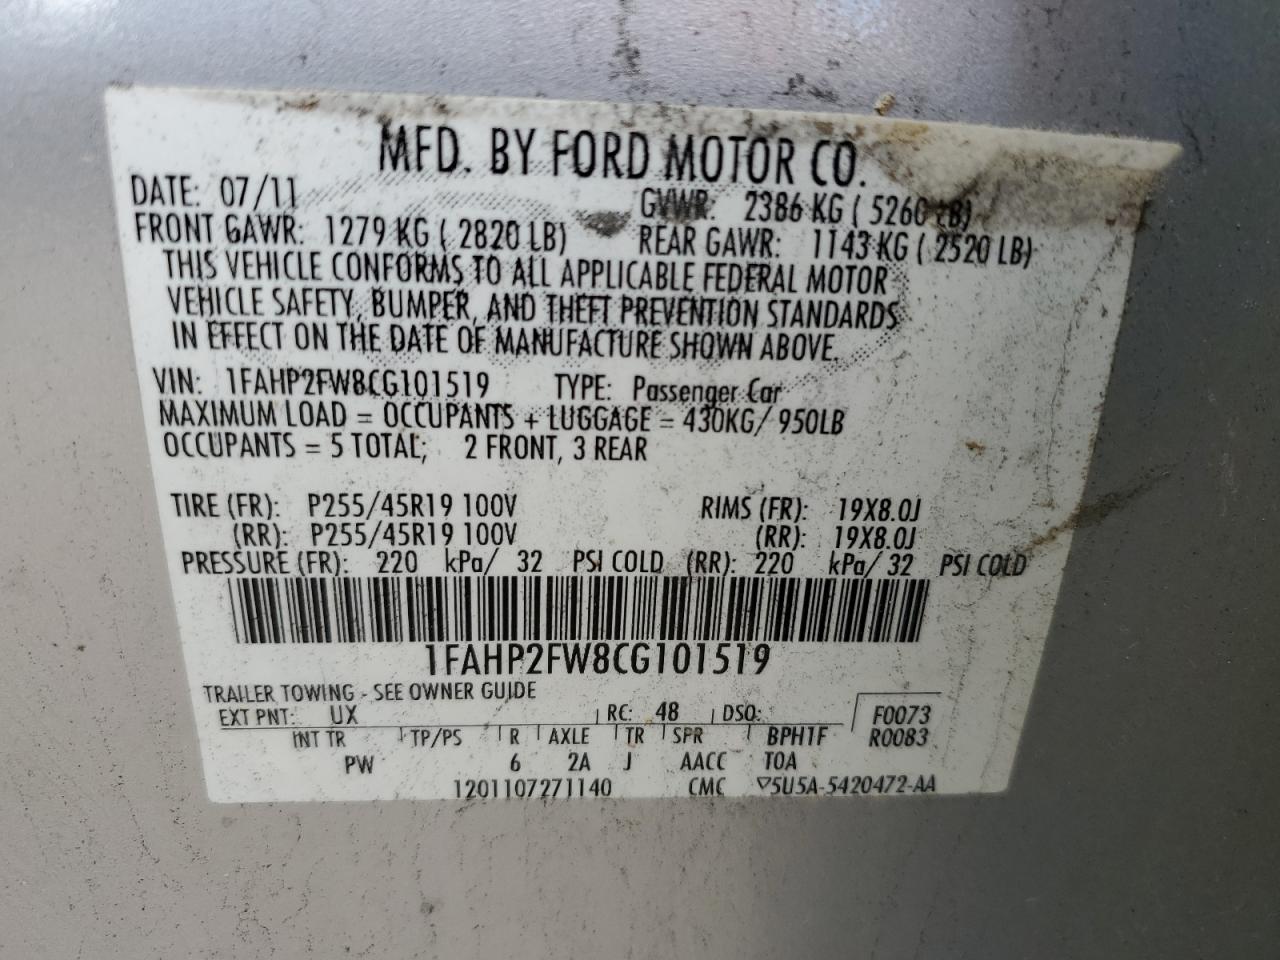 MFD. BY FORD MOTOR CO.
DATE: 07/11 GVWR: 2386 KG ( 5260 LB)
FRONT GAWR: 1279 KG ( 2820 LB) REAR GAWR: 1143 KG ( 2520 LB)
THIS VEHICLE CONFORMS TO ALL APPLICABLE FEDERAL MOTOR
VEHICLE SAFETY, BUMPER, AND THEFT PREVENTION STANDARDS
IN EFFECT ON THE DATE OF MANUFACTURE SHOWN ABOVE.
VIN: 1FAHP2FW8CG101519 TYPE: Passenger Car
MAXIMUM LOAD = OCCUPANTS + LUGGAGE = 430KG/ 950LB
OCCUPANTS = 5 TOTAL; 2 FRONT, 3 REAR
TIRE (FR): P255/45R19 100V RIMS (FR): 19X8.0J
(RR): P255/45R19 100V (RR): 19X8.0J
PRESSURE (FR): 220 kPa/ 32 PSI COLD (RR): 220 kPa/ 32 PSI COLD
1FAHP2FW8CG101519
TRAILER TOWING - SEE OWNER GUIDE
EXT PNT: UX RC: 48 DSO: F0073
INT TR TP/PS R AXLE TR SPR BPH1F R0083
PW 6 2A J AACC T0A
1201107271140 CMC ▽5U5A-5420472-AA